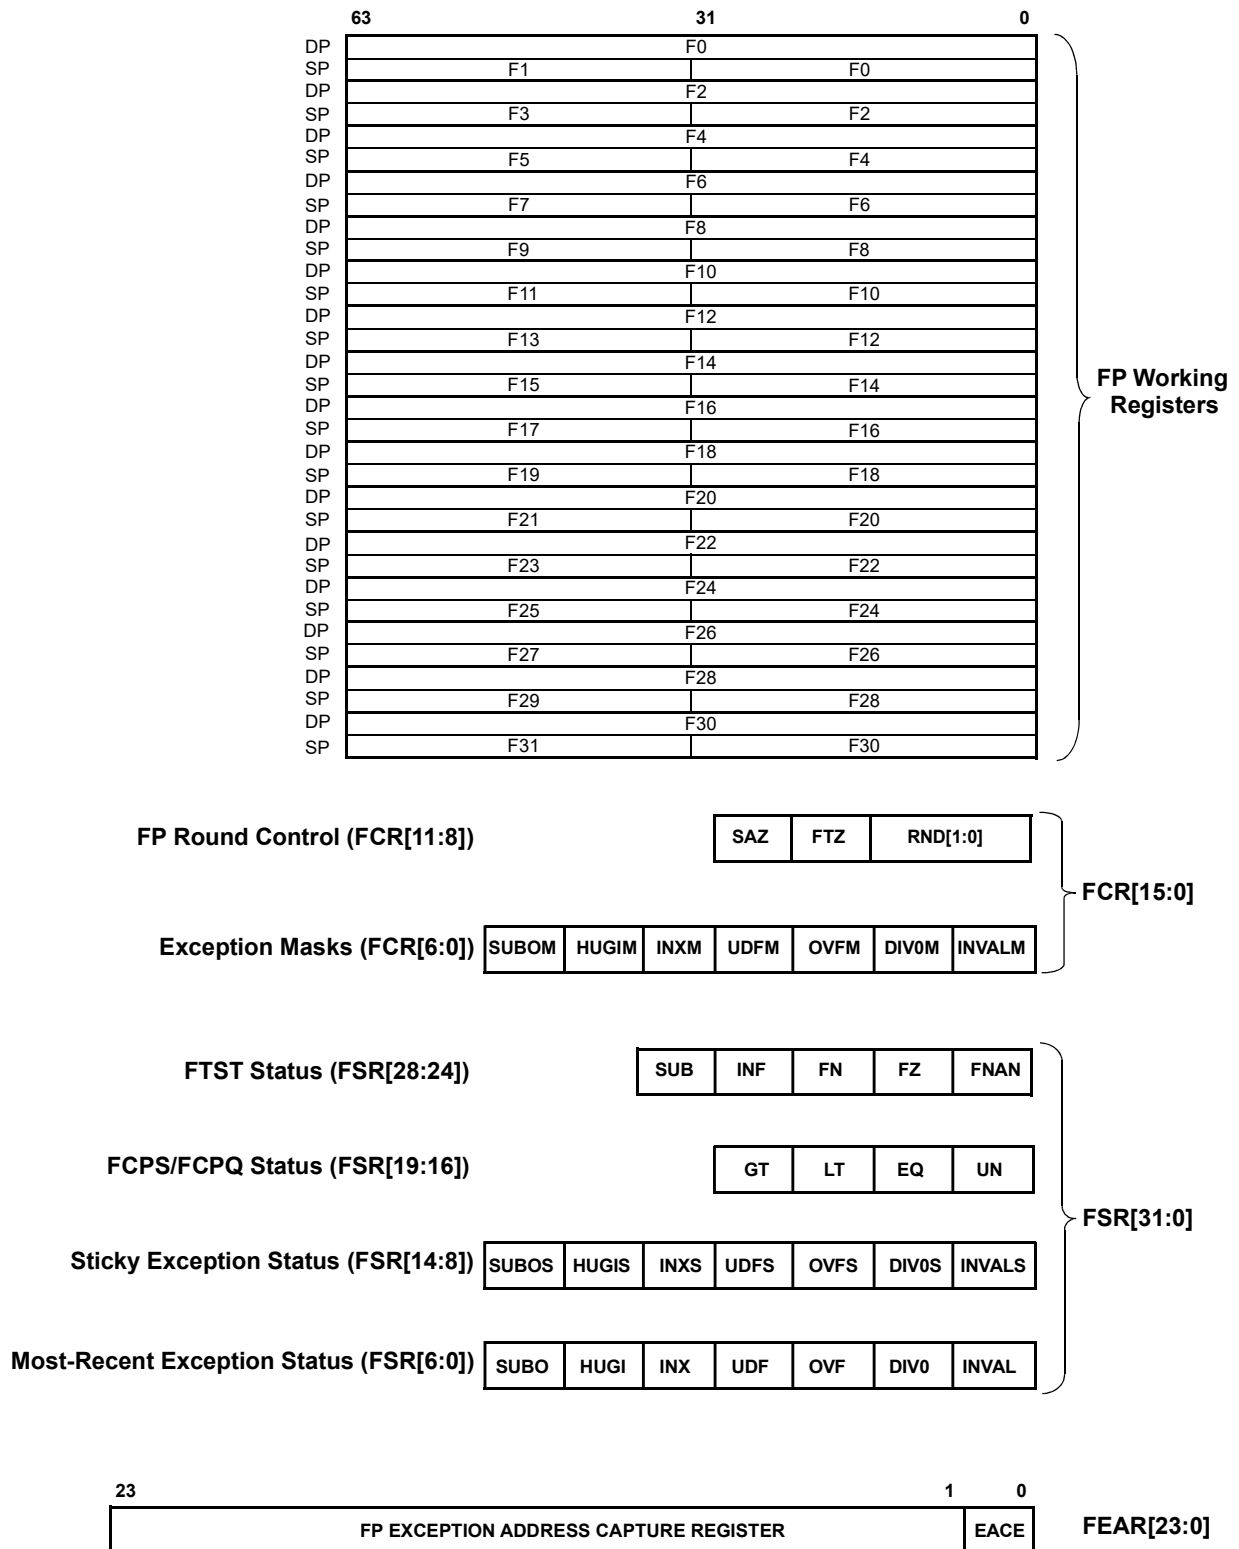 63 31 0
DP F0
SP F1 F0
DP F2
SP F3 F2
DP F4
SP F5 F4
DP F6
SP F7 F6
DP F8
SP F9 F8
DP F10
SP F11 F10
DP F12
SP F13 F12
DP F14
SP F15 F14
DP F16
SP F17 F16
DP F18
SP F19 F18
DP F20
SP F21 F20
DP F22
SP F23 F22
DP F24
SP F25 F24
DP F26
SP F27 F26
DP F28
SP F29 F28
DP F30
SP F31 F30
FP Working
Registers
FP Round Control (FCR[11:8]) SAZ FTZ RND[1:0]
FCR[15:0]
Exception Masks (FCR[6:0]) SUBOM HUGIM INXM UDFM OVFM DIV0M INVALM
FTST Status (FSR[28:24]) SUB INF FN FZ FNAN
FCPS/FCPQ Status (FSR[19:16]) GT LT EQ UN
FSR[31:0]
Sticky Exception Status (FSR[14:8]) SUBOS HUGIS INXS UDFS OVFS DIV0S INVALS
Most-Recent Exception Status (FSR[6:0]) SUBO HUGI INX UDF OVF DIV0 INVAL
23 1 0
FP EXCEPTION ADDRESS CAPTURE REGISTER EACE FEAR[23:0]